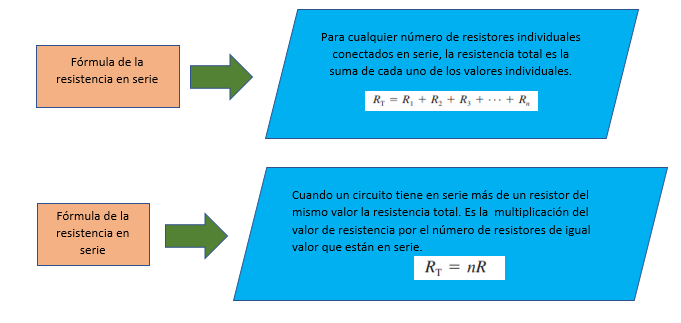 Fórmula de la
resistencia en serie
Para cualquier número de resistores individuales
conectados en serie, la resistencia total es la
suma de cada uno de los valores individuales.
R_T = R_1 + R_2 + R_3 + ··· + R_n
Fórmula de la
resistencia en
serie
Cuando un circuito tiene en serie más de un resistor del
mismo valor la resistencia total. Es la  multiplicación del
valor de resistencia por el número de resistores de igual
valor que están en serie.
R_T = nR